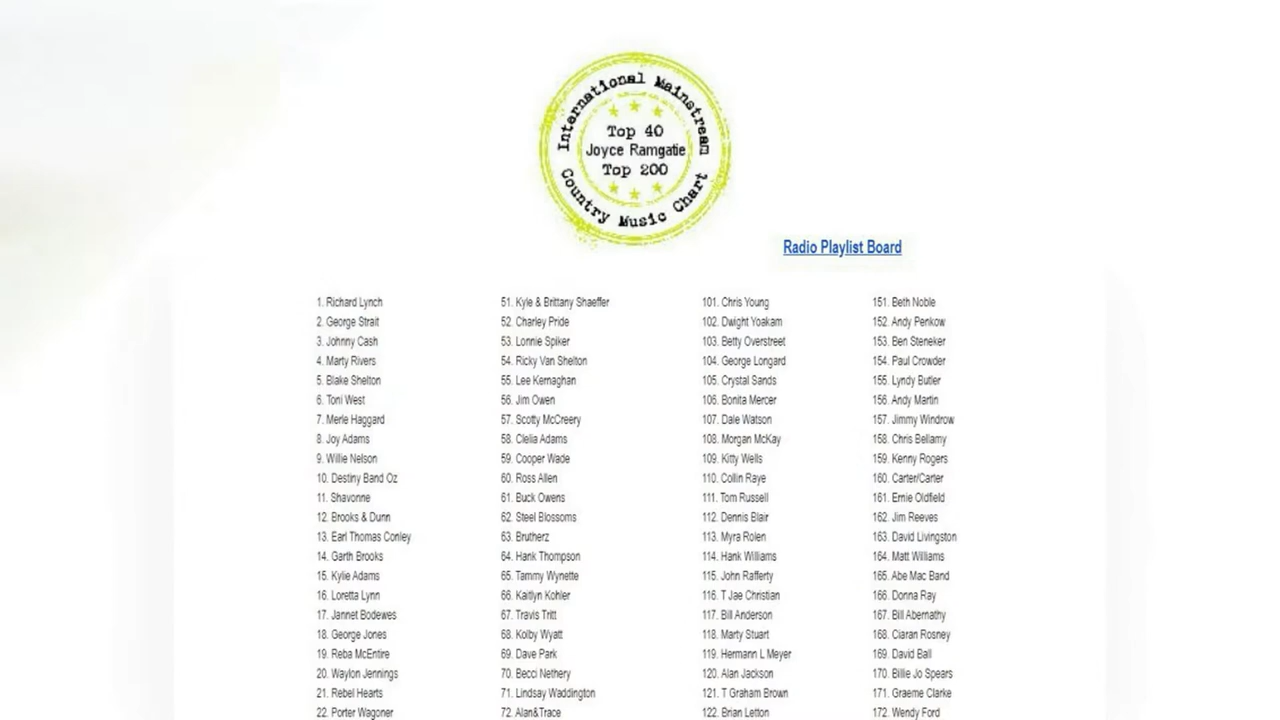 International Mainstream
Top 40
Joyce Ramgatie
Top 200
Country Music Chart
Radio Playlist Board
1. Richard Lynch
2. George Strait
3. Johnny Cash
4. Marty Rivers
5. Blake Shelton
6. Toni West
7. Merle Haggard
8. Joy Adams
9. Willie Nelson
10. Destiny Band Oz
11. Shavonne
12. Brooks & Dunn
13. Earl Thomas Conley
14. Garth Brooks
15. Kylie Adams
16. Loretta Lynn
17. Jannet Bodewes
18. George Jones
19. Reba McEntire
20. Waylon Jennings
21. Rebel Hearts
22. Porter Wagoner
51. Kyle & Brittany Shaeffer
52. Charley Pride
53. Lonnie Spiker
54. Ricky Van Shelton
55. Lee Kernaghan
56. Jim Owen
57. Scotty McCreery
58. Clelia Adams
59. Cooper Wade
60. Ross Allen
61. Buck Owens
62. Steel Blossoms
63. Brutherz
64. Hank Thompson
65. Tammy Wynette
66. Kaitlyn Kohler
67. Travis Tritt
68. Kolby Wyatt
69. Dave Park
70. Becci Nethery
71. Lindsay Waddington
72. Alan&Trace
101. Chris Young
102. Dwight Yoakam
103. Betty Overstreet
104. George Longard
105. Crystal Sands
106. Bonita Mercer
107. Dale Watson
108. Morgan McKay
109. Kitty Wells
110. Collin Raye
111. Tom Russell
112. Dennis Blair
113. Myra Rolen
114. Hank Williams
115. John Rafferty
116. T Jae Christian
117. Bill Anderson
118. Marty Stuart
119. Hermann L Meyer
120. Alan Jackson
121. T Graham Brown
122. Brian Letton
151. Beth Noble
152. Andy Penkow
153. Ben Steneker
154. Paul Crowder
155. Lyndy Butler
156. Andy Martin
157. Jimmy Windrow
158. Chris Bellamy
159. Kenny Rogers
160. Carter/Carter
161. Ernie Oldfield
162. Jim Reeves
163. David Livingston
164. Matt Williams
165. Abe Mac Band
166. Donna Ray
167. Bill Abernathy
168. Ciaran Rosney
169. David Ball
170. Billie Jo Spears
171. Graeme Clarke
172. Wendy Ford